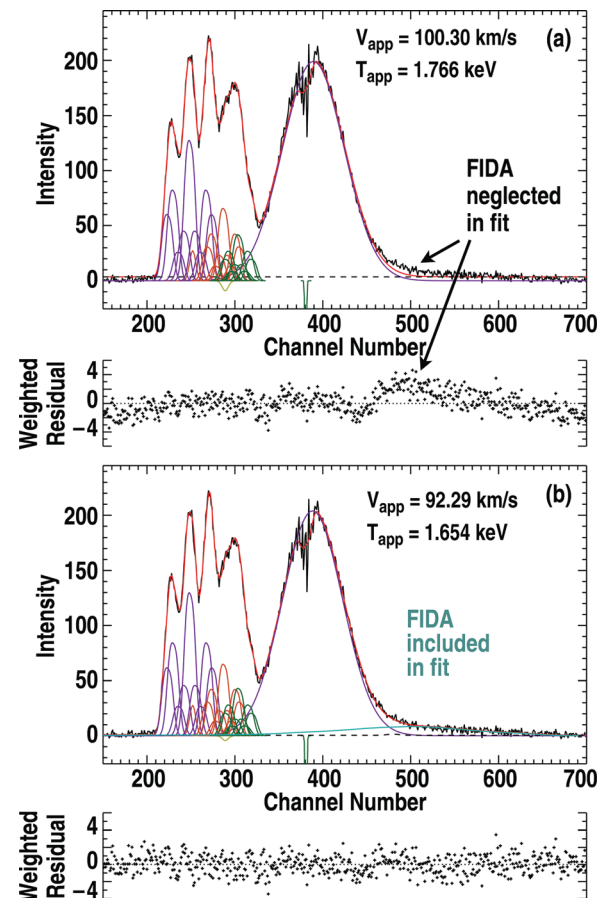 V_app = 100.30 km/s (a)
T_app = 1.766 keV
FIDA
neglected
in fit
Intensity
200
150
100
50
0
200 300 400 500 600 700
Channel Number
Weighted
Residual
4
0
−4
V_app = 92.29 km/s (b)
T_app = 1.654 keV
FIDA
included
in fit
Intensity
200
150
100
50
0
200 300 400 500 600 700
Channel Number
Weighted
Residual
4
0
−4